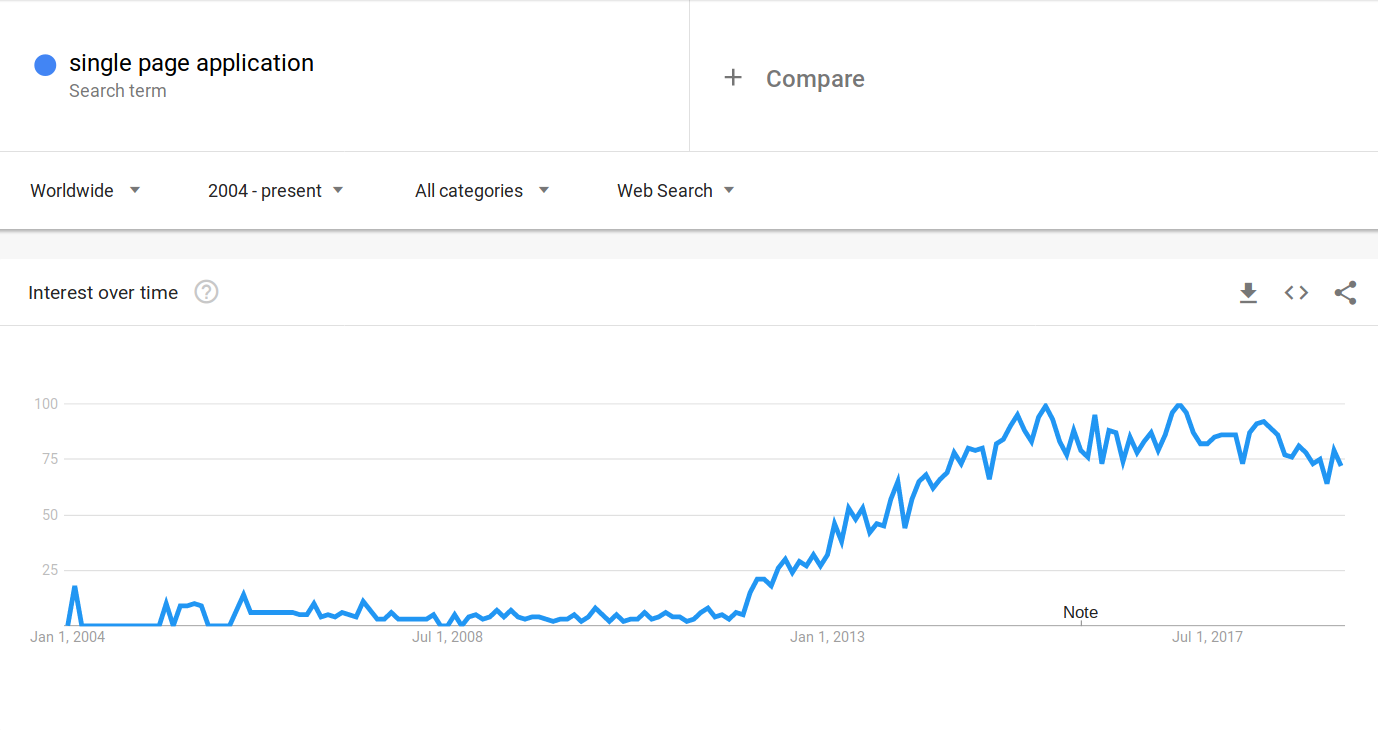 single page application
Search term
+ Compare
Worldwide
2004 - present
All categories
Web Search
Interest over time
?
100
75
50
25
Note
Jan 1, 2004
Jul 1, 2008
Jan 1, 2013
Jul 1, 2017